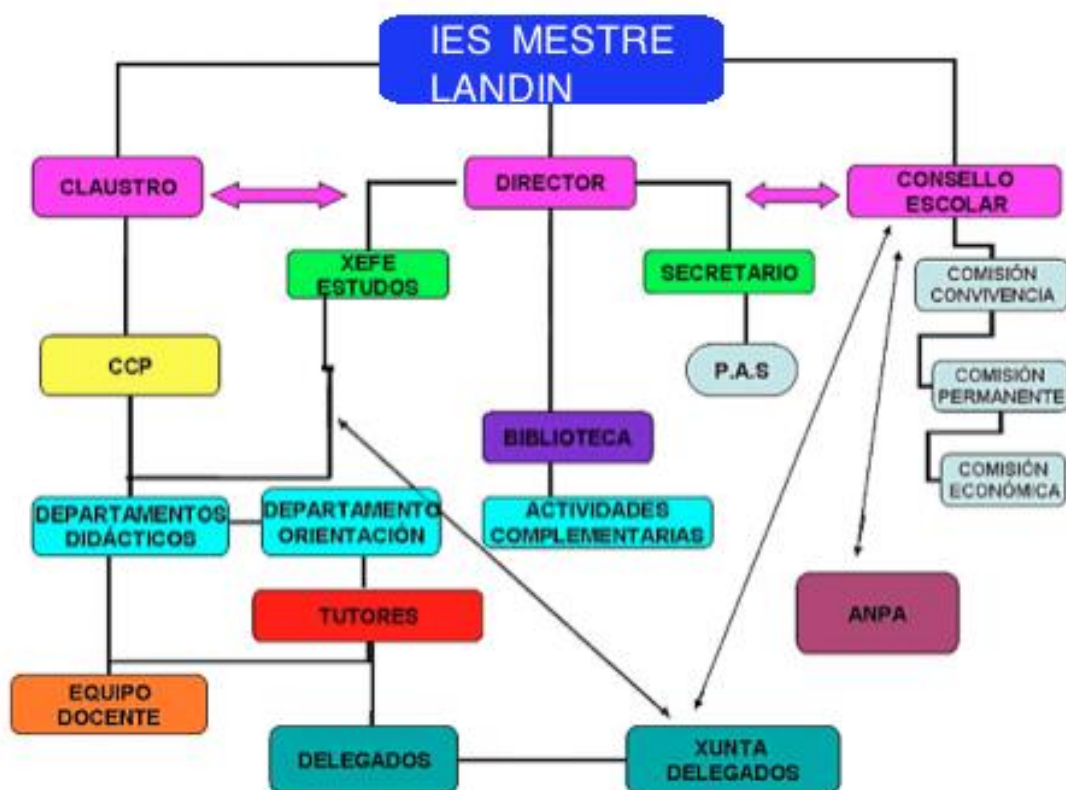 IES MESTRE
LANDIN
CLAUSTRO
DIRECTOR
CONSELLO
ESCOLAR
XEFE
ESTUDOS
SECRETARIO
COMISIÓN
CONVIVENCIA
CCP
P.A.S
COMISIÓN
PERMANENTE
BIBLIOTECA
COMISIÓN
ECONÓMICA
DEPARTAMENTOS
DIDÁCTICOS
DEPARTAMENTO
ORIENTACIÓN
ACTIVIDADES
COMPLEMENTARIAS
TUTORES
ANPA
EQUIPO
DOCENTE
DELEGADOS
XUNTA
DELEGADOS